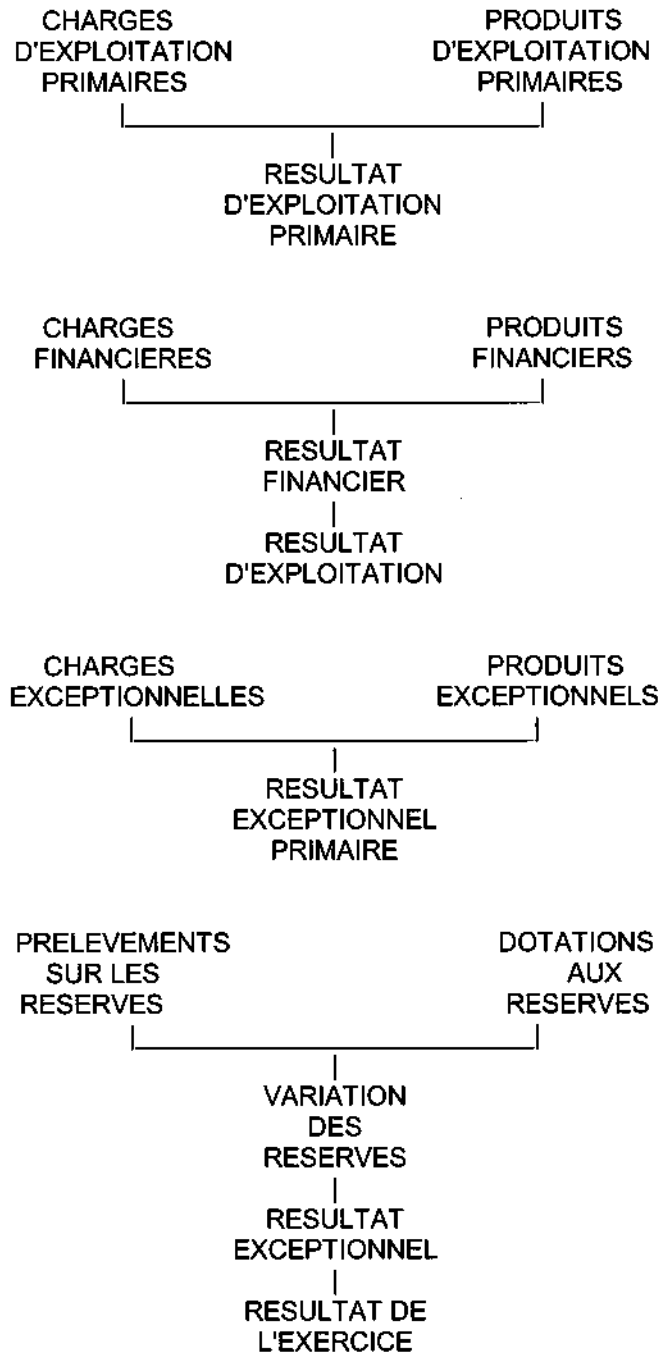 CHARGES
D'EXPLOITATION
PRIMAIRES
PRODUITS
D'EXPLOITATION
PRIMAIRES
RESULTAT
D'EXPLOITATION
PRIMAIRE
CHARGES
FINANCIERES
PRODUITS
FINANCIERS
RESULTAT
FINANCIER
RESULTAT
D'EXPLOITATION
CHARGES
EXCEPTIONNELLES
PRODUITS
EXCEPTIONNELS
RESULTAT
EXCEPTIONNEL
PRIMAIRE
PRELEVEMENTS
SUR LES
RESERVES
DOTATIONS
AUX
RESERVES
VARIATION
DES
RESERVES
RESULTAT
EXCEPTIONNEL
RESULTAT DE
L'EXERCICE